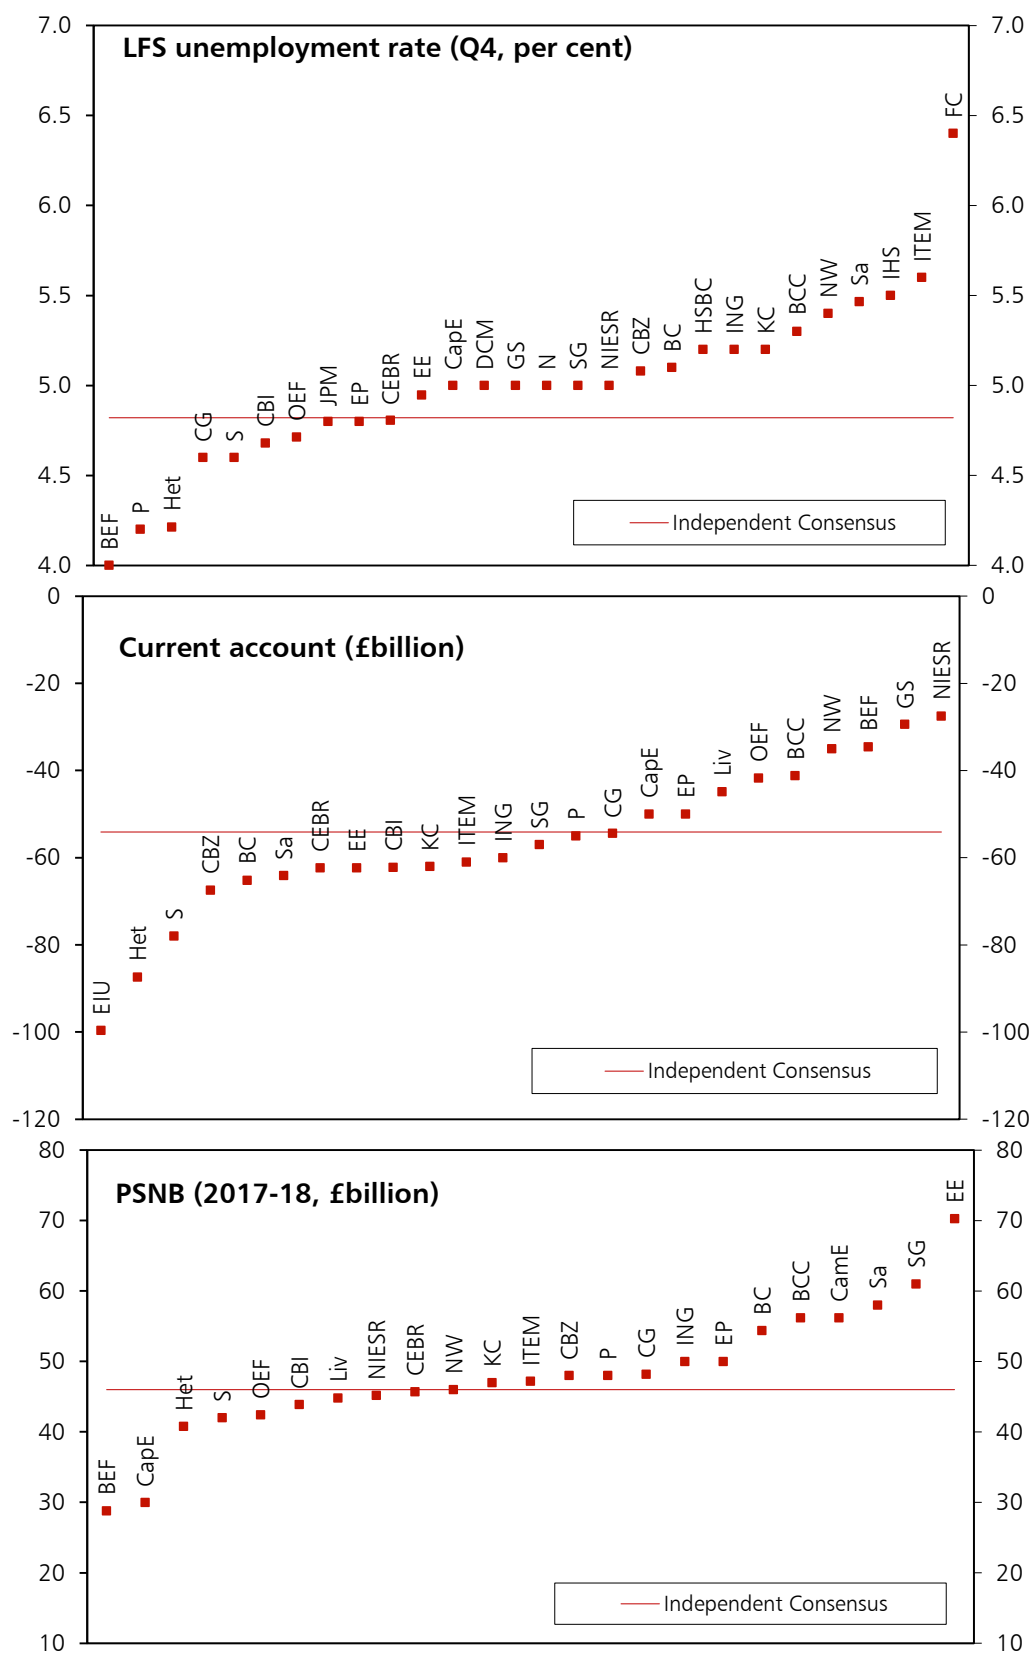 LFS unemployment rate (Q4, per cent)
7.0 7.0
6.5 6.5
6.0 6.0
5.5 5.5
5.0 5.0
4.5 4.5
4.0 4.0
BEF P Het CG S CBI OEF JPM EP CEBR EE CapE DCM GS N SG NIESR CBZ BC HSBC ING KC BCC NW Sa IHS ITEM FC
Independent Consensus
Current account (£billion)
0 0
-20 -20
-40 -40
-60 -60
-80 -80
-100 -100
-120 -120
EIU Het S CBZ BC Sa CEBR EE CBI KC ITEM ING SG P CG CapE EP Liv OEF BCC NW BEF GS NIESR
Independent Consensus
PSNB (2017-18, £billion)
80 80
70 70
60 60
50 50
40 40
30 30
20 20
10 10
BEF CapE Het S OEF CBI Liv NIESR CEBR NW KC ITEM CBZ P CG ING EP BC BCC CamE Sa SG EE
Independent Consensus